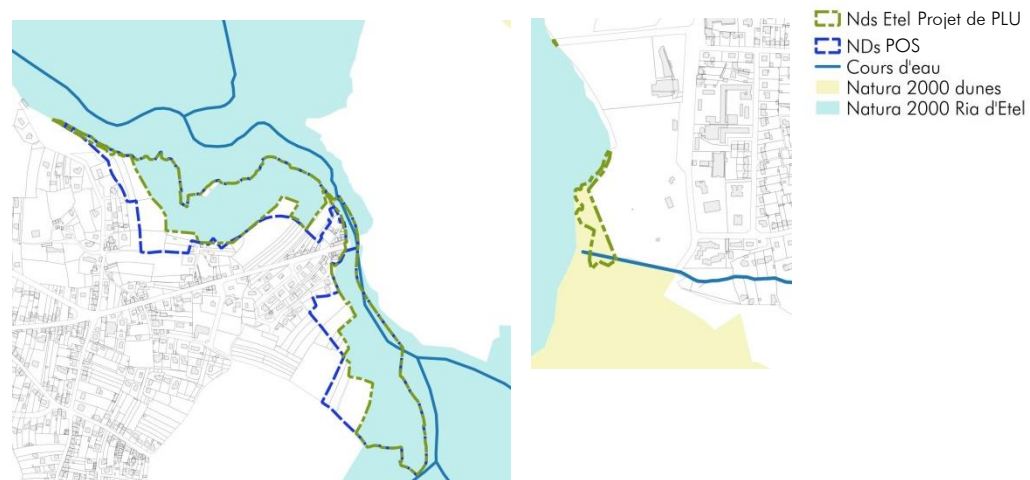 Nds Etel Projet de PLU
NDs POS
Cours d'eau
Natura 2000 dunes
Natura 2000 Ria d'Etel